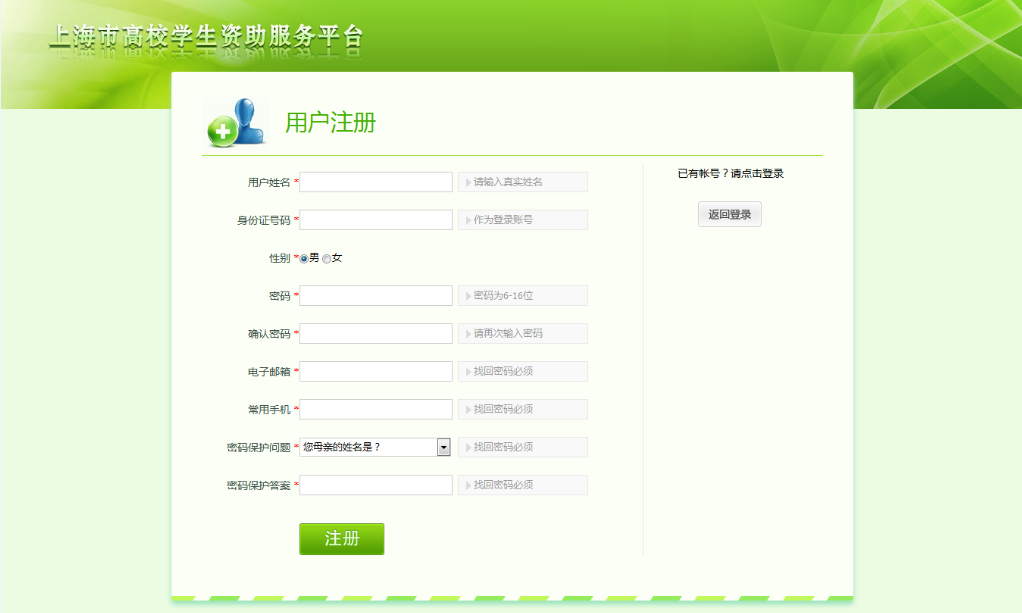 上海市高校学生资助服务平台
用户注册
用户姓名 * 请输入真实姓名
身份证号码 * 作为登录账号
性别 * 男 女
密码 * 密码为6-16位
确认密码 * 请再次输入密码
电子邮箱 * 找回密码必须
常用手机 * 找回密码必须
密码保护问题 * 您母亲的姓名是？ 找回密码必须
密码保护答案 * 找回密码必须
注册
已有帐号？请点击登录
返回登录